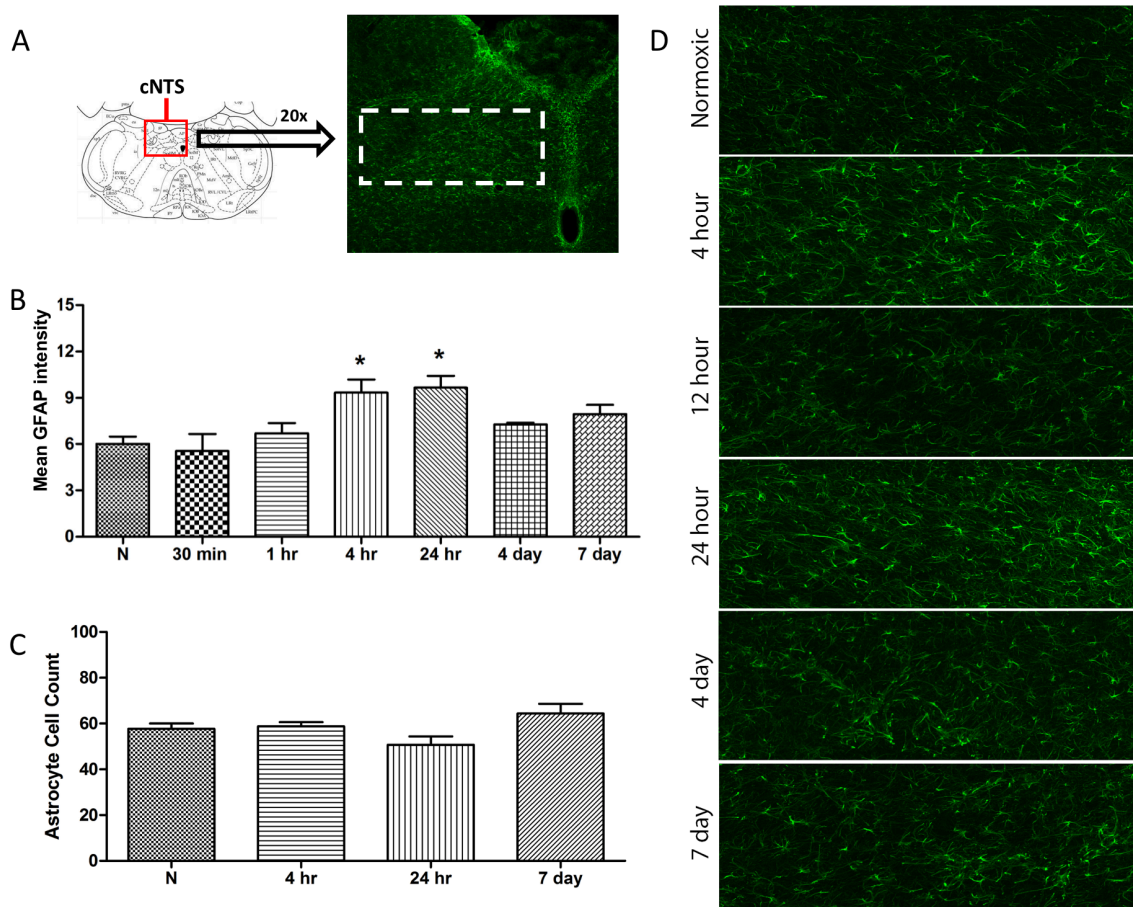 A
cNTS
20x
B
Mean GFAP intensity
15
12
9
6
3
0
*
*
N 30 min 1 hr 4 hr 24 hr 4 day 7 day
C
Astrocyte Cell Count
100
80
60
40
20
0
N 4 hr 24 hr 7 day
D
Normoxic
4 hour
12 hour
24 hour
4 day
7 day